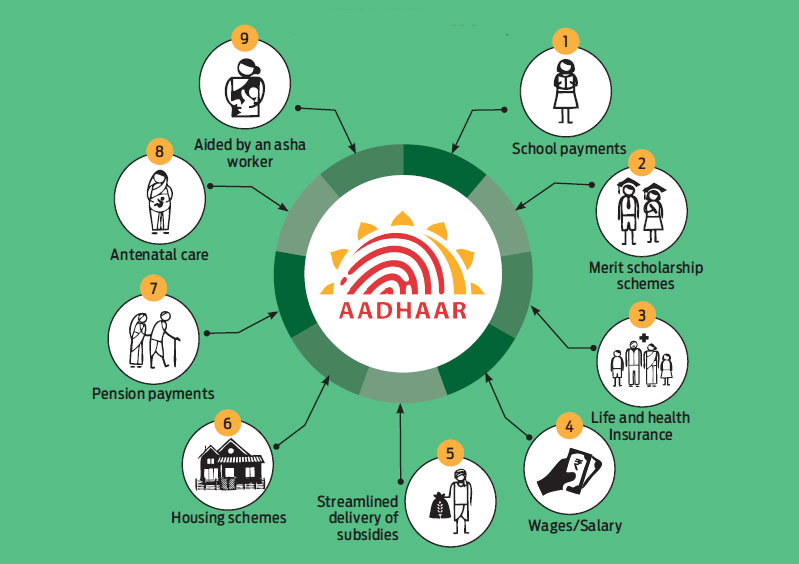 AADHAAR
1
School payments
2
Merit scholarship
schemes
3
Life and health
Insurance
4
₹
Wages/Salary
5
Streamlined
delivery of
subsidies
6
Housing schemes
7
Pension payments
8
Antenatal care
9
Aided by an asha
worker